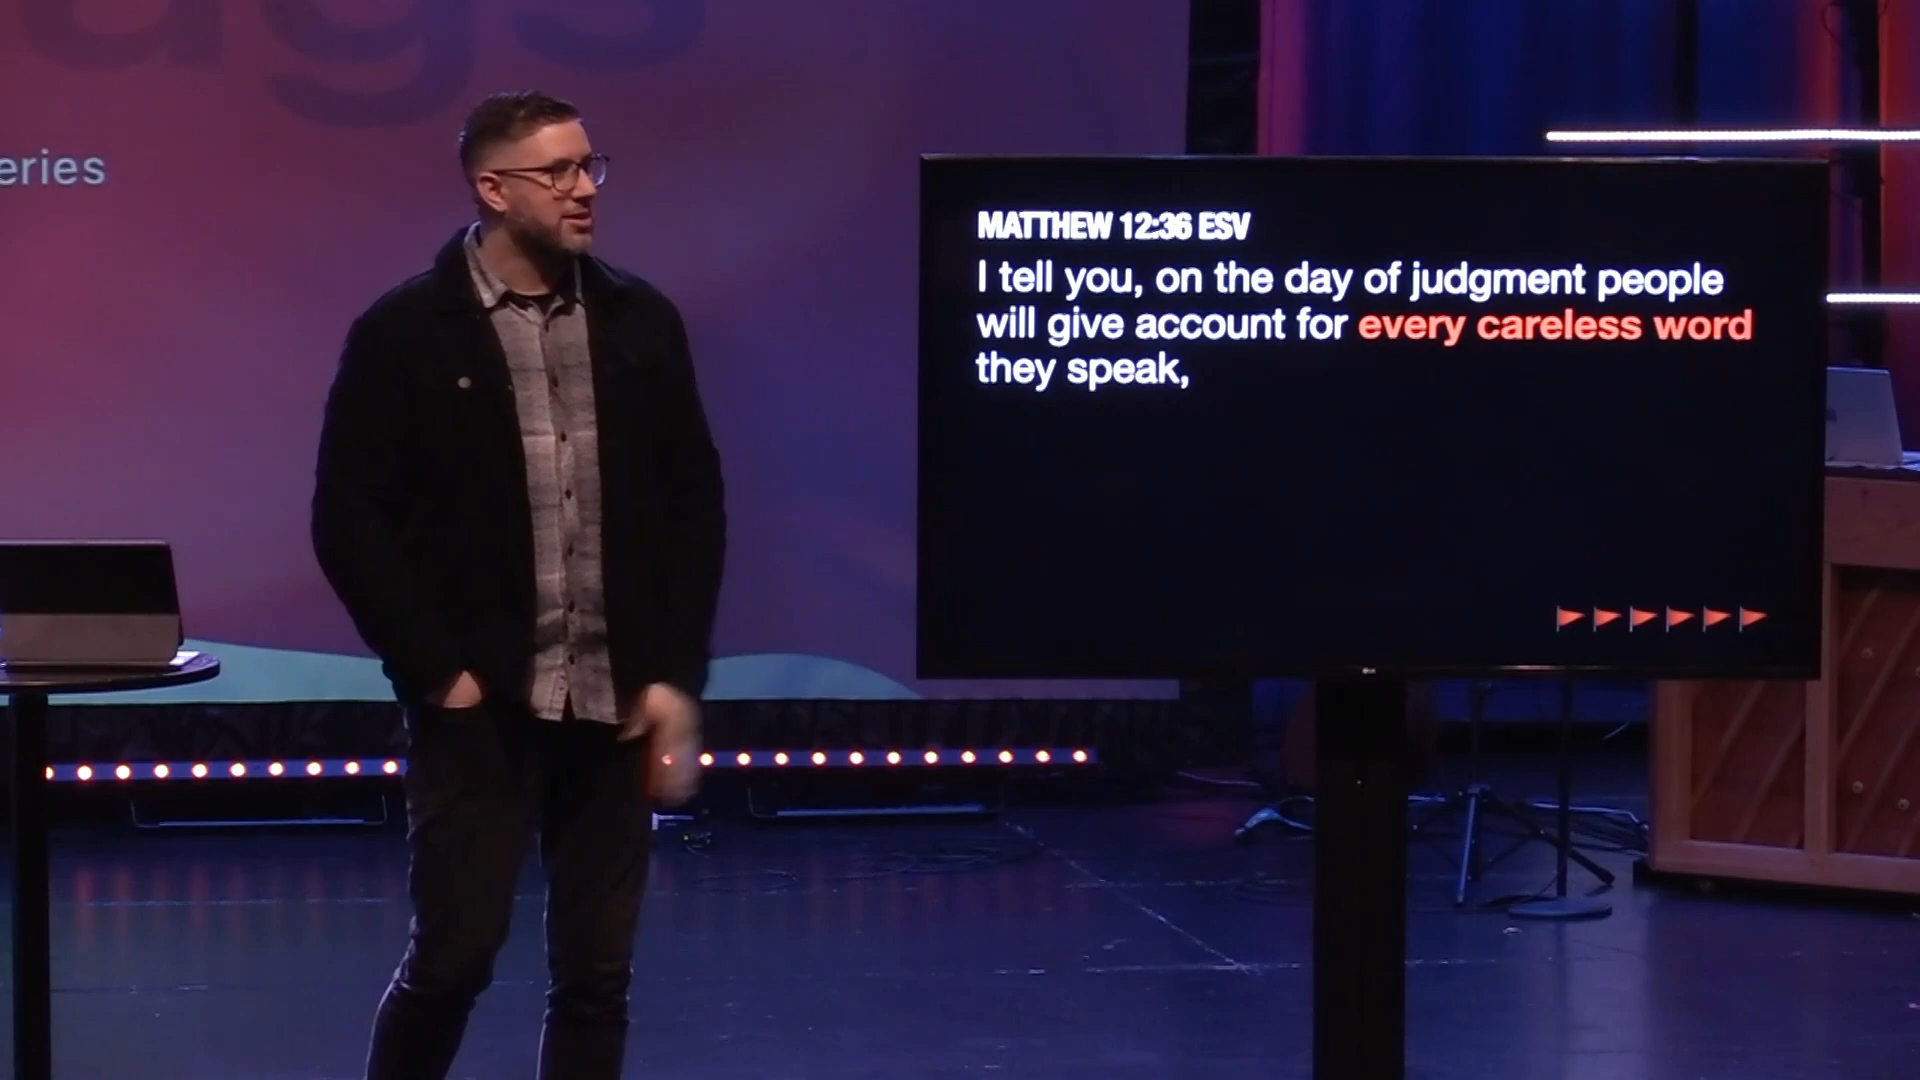 ags
eries
MATTHEW 12:36 ESV
I tell you, on the day of judgment people
will give account for every careless word
they speak,